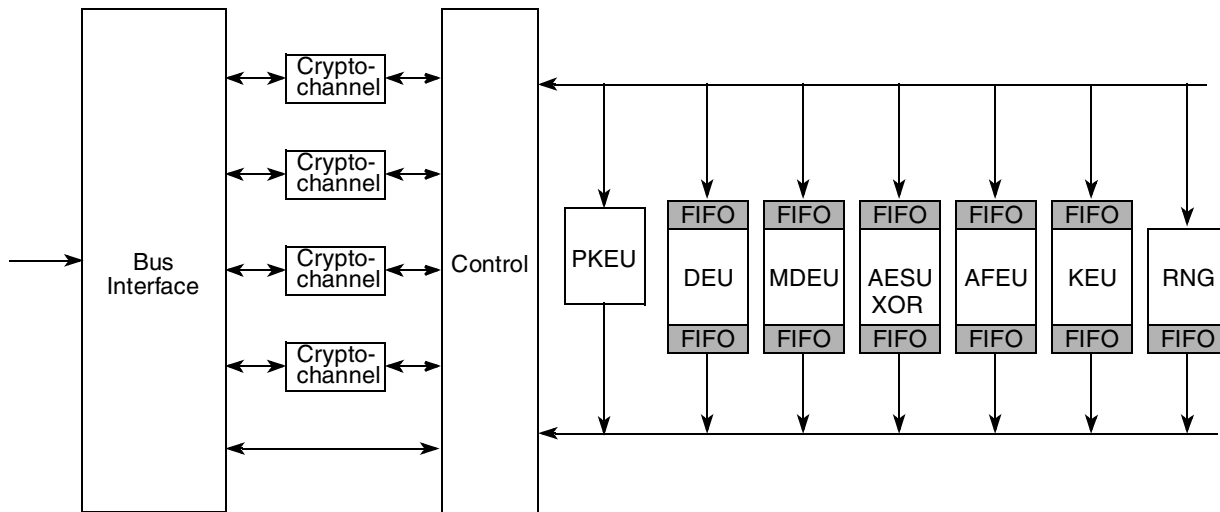 Crypto-
channel
Crypto-
channel
Crypto-
channel
Crypto-
channel
Bus
Interface
Control
PKEU
FIFO
DEU
FIFO
FIFO
MDEU
FIFO
FIFO
AESU
XOR
FIFO
FIFO
AFEU
FIFO
FIFO
KEU
FIFO
RNG
FIFO